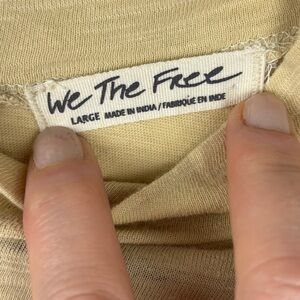 We The Free
LARGE MADE IN INDIA / FABRIQUÉ EN INDE